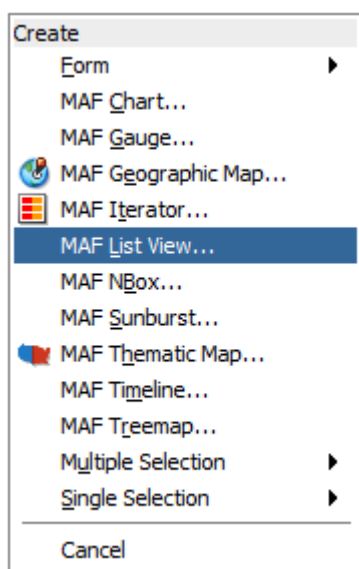 Create
Form
MAF Chart...
MAF Gauge...
MAF Geographic Map...
MAF Iterator...
MAF List View...
MAF NBox...
MAF Sunburst...
MAF Thematic Map...
MAF Timeline...
MAF Treemap...
Multiple Selection
Single Selection
Cancel